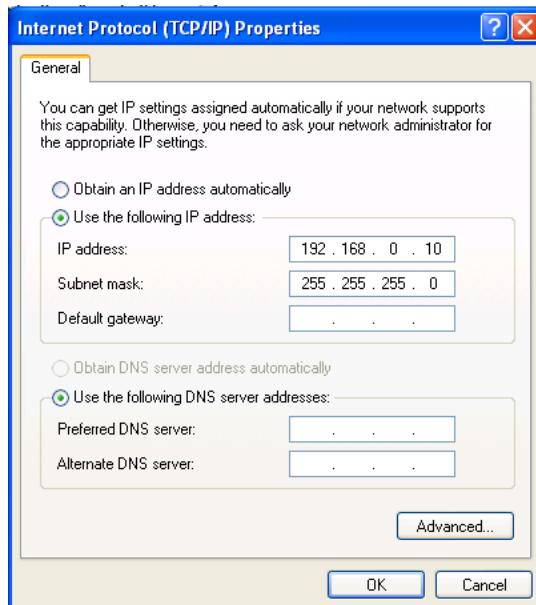 Internet Protocol (TCP/IP) Properties
General
You can get IP settings assigned automatically if your network supports
this capability. Otherwise, you need to ask your network administrator for
the appropriate IP settings.
Obtain an IP address automatically
Use the following IP address:
IP address: 192 . 168 . 0 . 10
Subnet mask: 255 . 255 . 255 . 0
Default gateway: . . .
Obtain DNS server address automatically
Use the following DNS server addresses:
Preferred DNS server: . . .
Alternate DNS server: . . .
Advanced...
OK Cancel